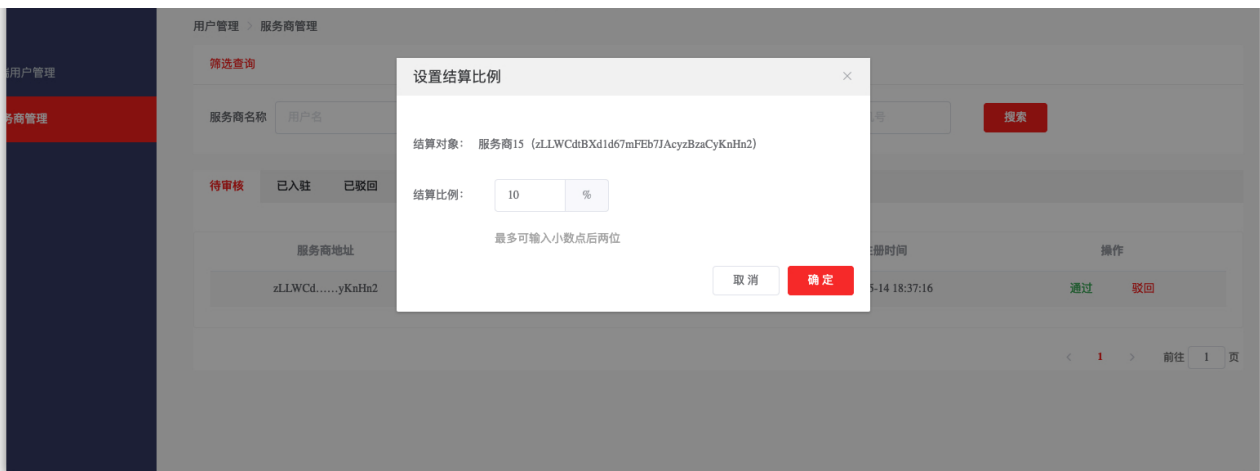 用户管理 > 服务商管理
用户管理
筛选查询
商管理
服务商名称 用户名 号 搜索
设置结算比例 ×
结算对象： 服务商15（zLLWCdtBXd1d67mFEb7JAcyzBzaCyKnHn2）
结算比例： 10 %
最多可输入小数点后两位
取消 确定
待审核 已入驻 已驳回
服务商地址 册时间 操作
zLLWCd……yKnHn2 5-14 18:37:16 通过 驳回
< 1 > 前往 1 页